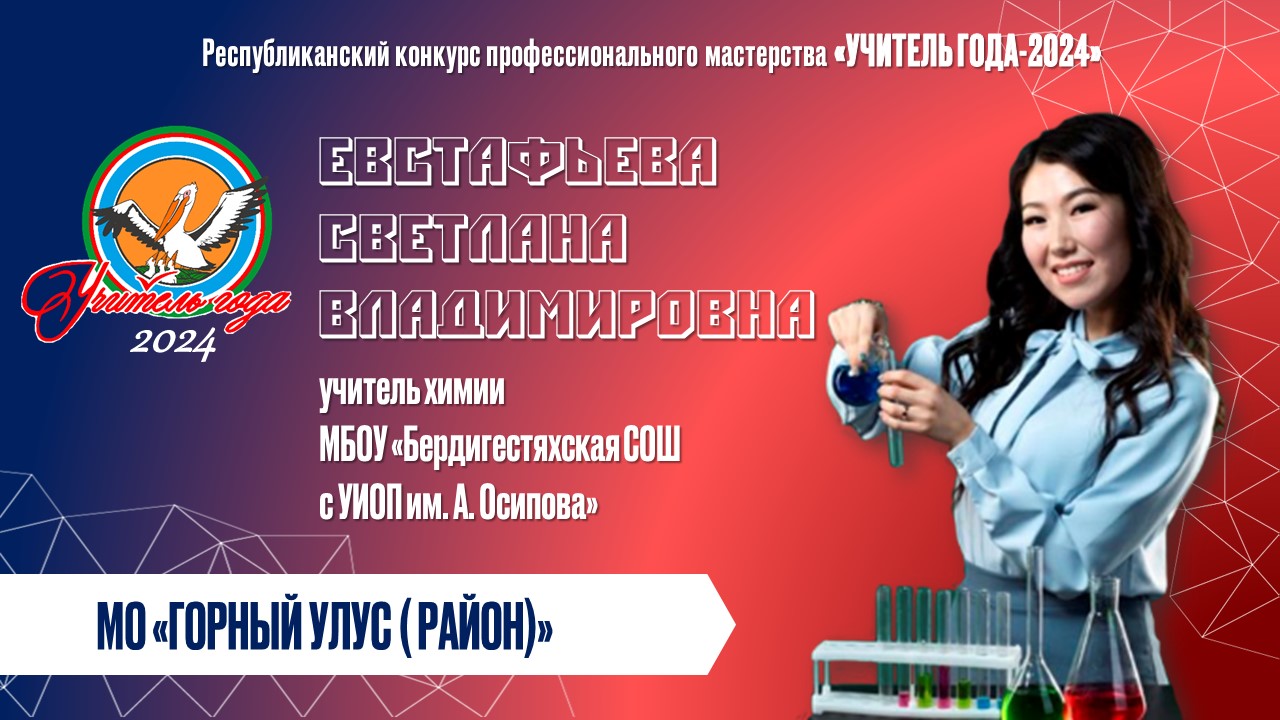 Республиканский конкурс профессионального мастерства «УЧИТЕЛЬ ГОДА-2024»
ЕВСТАФЬЕВА
СВЕТЛАНА
ВЛАДИМИРОВНА
Учитель года
2024
учитель химии
МБОУ «Бердигестяхская СОШ
с УИОП им. А. Осипова»
МО «ГОРНЫЙ УЛУС ( РАЙОН)»